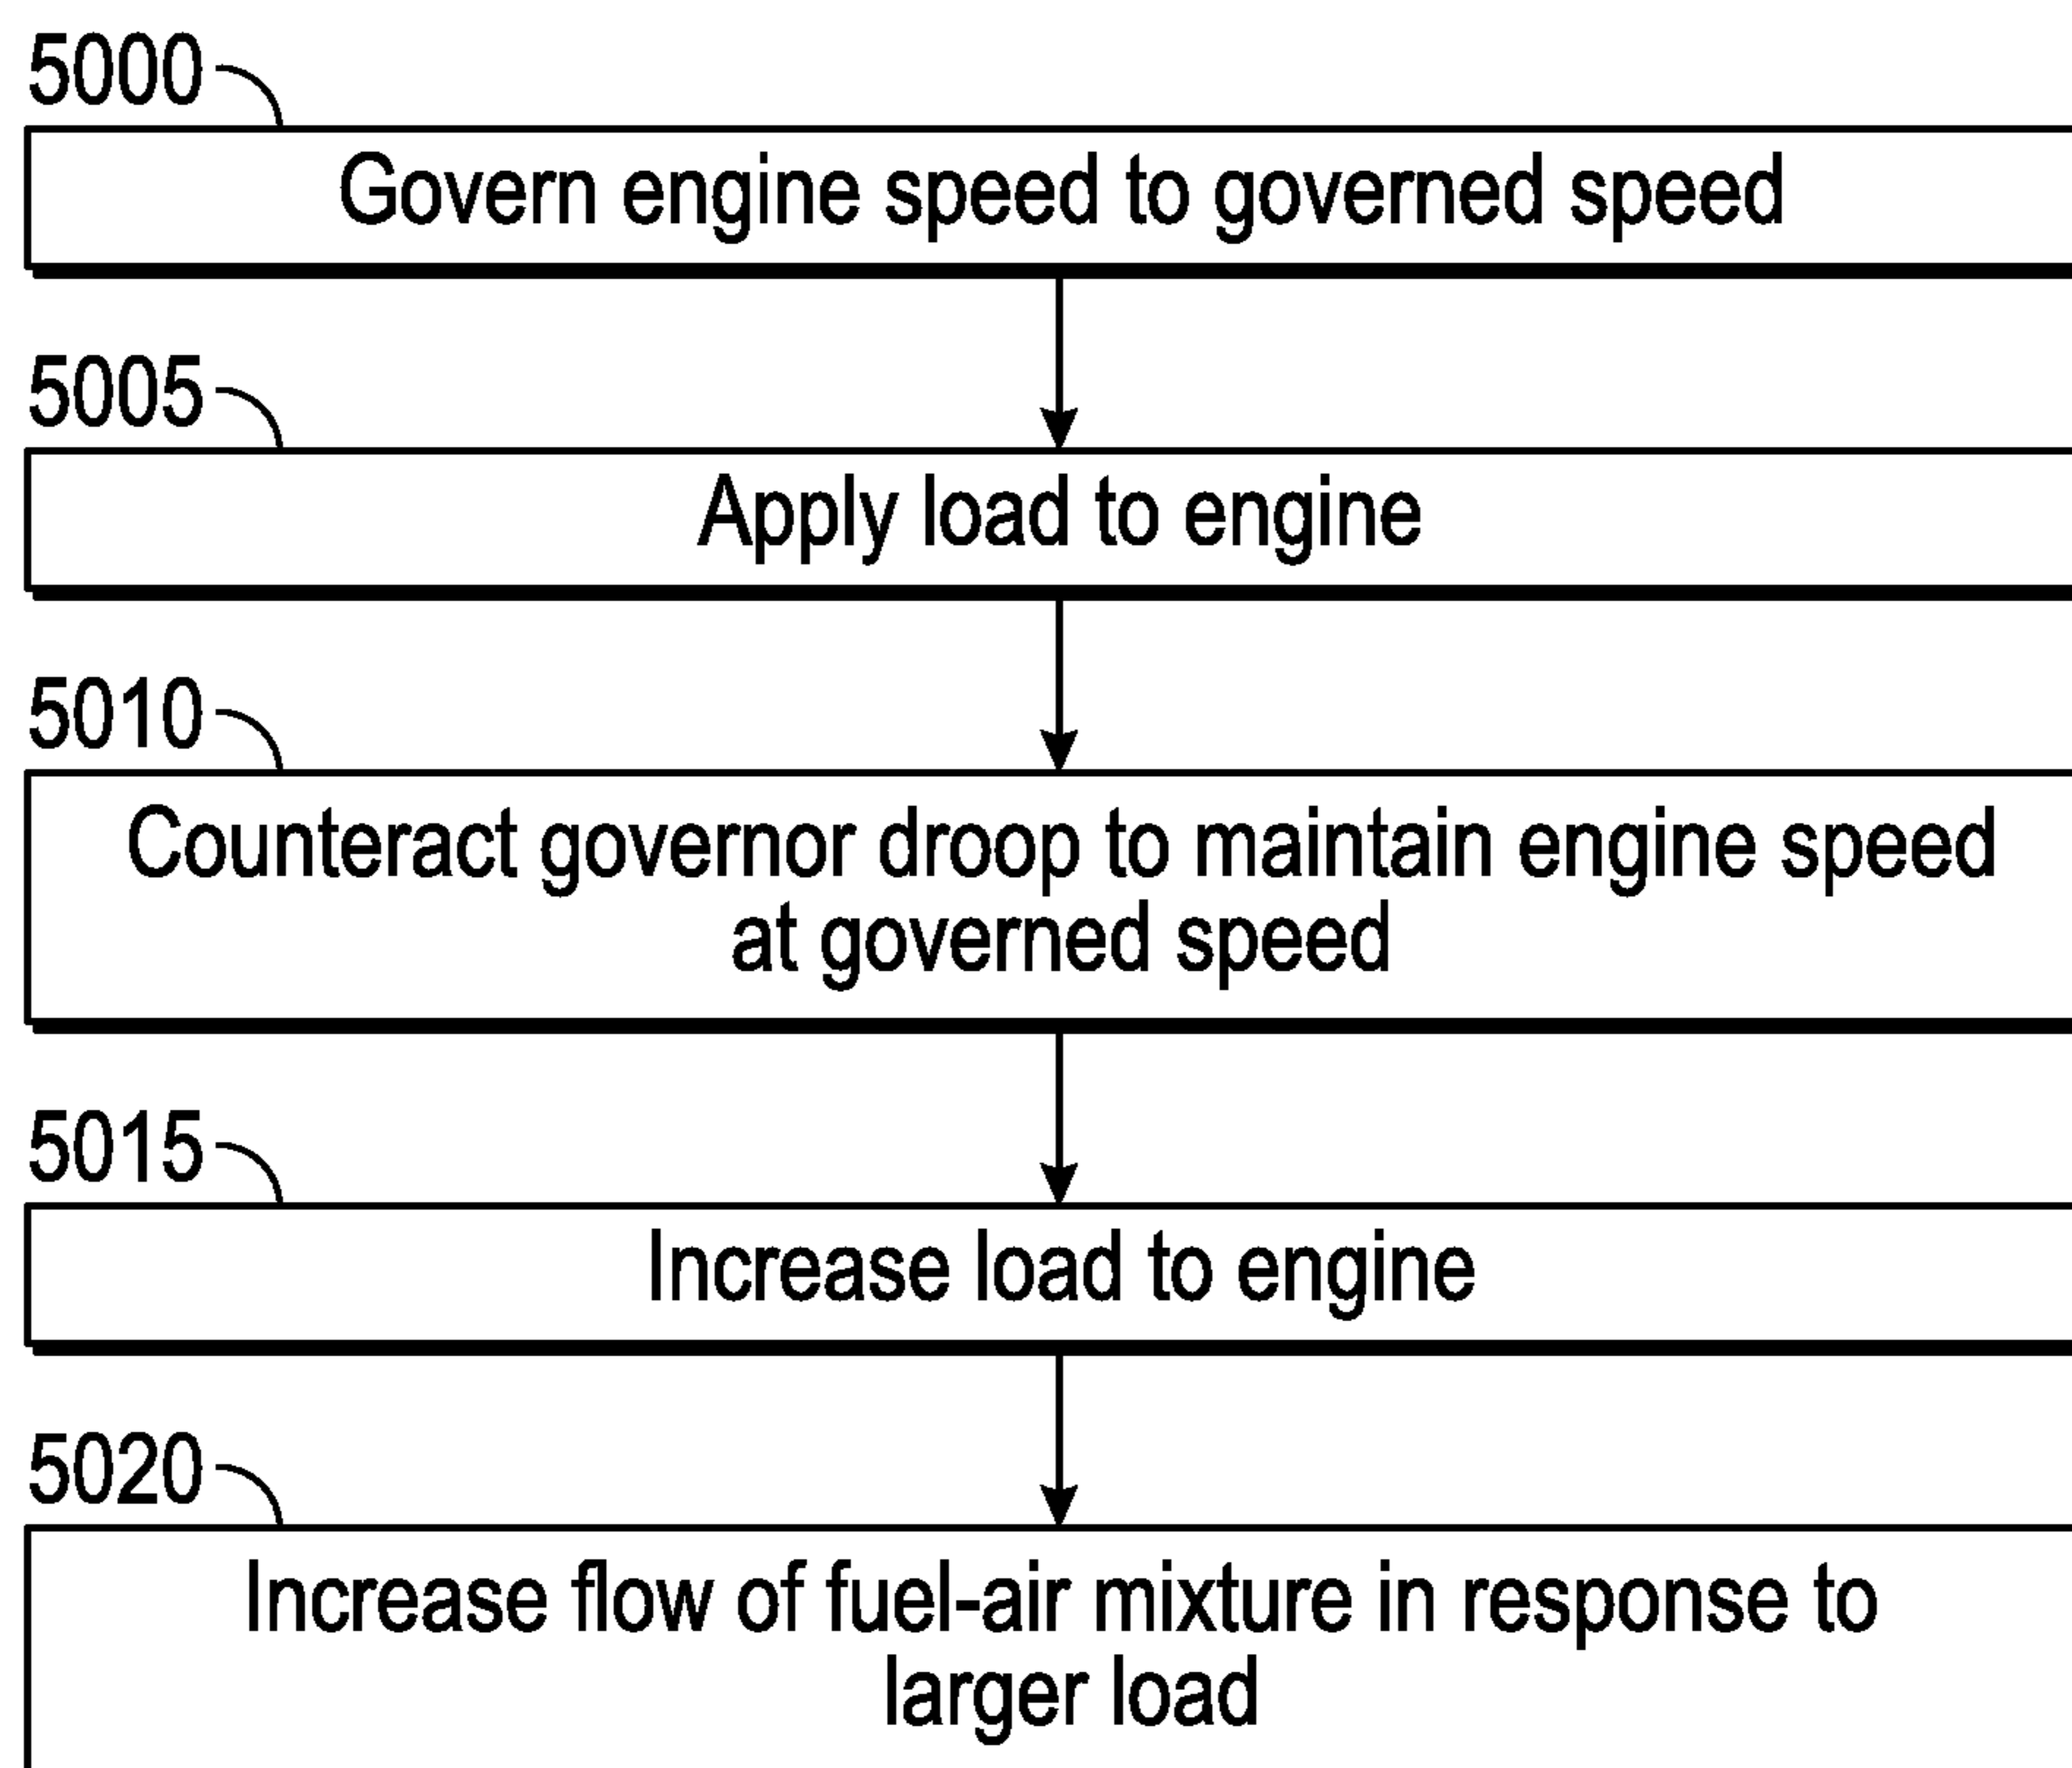 5000
Govern engine speed to governed speed
5005
Apply load to engine
5010
Counteract governor droop to maintain engine speed
at governed speed
5015
Increase load to engine
5020
Increase flow of fuel-air mixture in response to
larger load